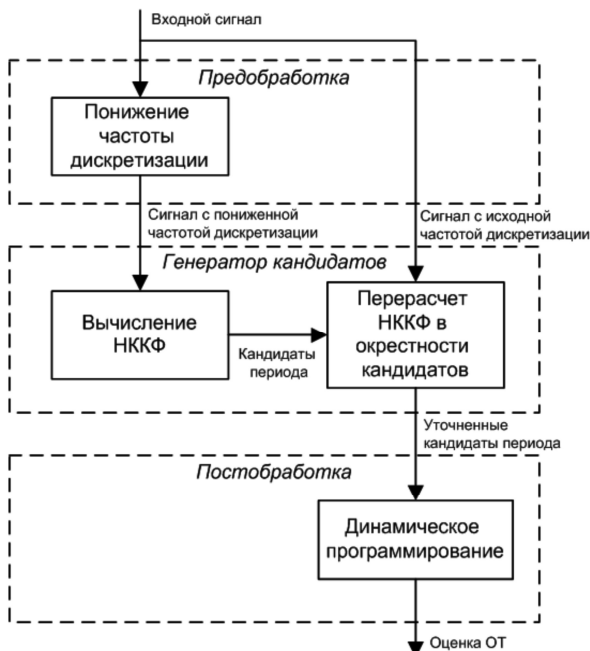 Входной сигнал
Предобработка
Понижение
частоты
дискретизации
Сигнал с пониженной
частотой дискретизации
Сигнал с исходной
частотой дискретизации
Генератор кандидатов
Вычисление
НККФ
Кандидаты
периода
Перерасчет
НККФ в
окрестности
кандидатов
Уточненные
кандидаты периода
Постобработка
Динамическое
программирование
Оценка ОТ